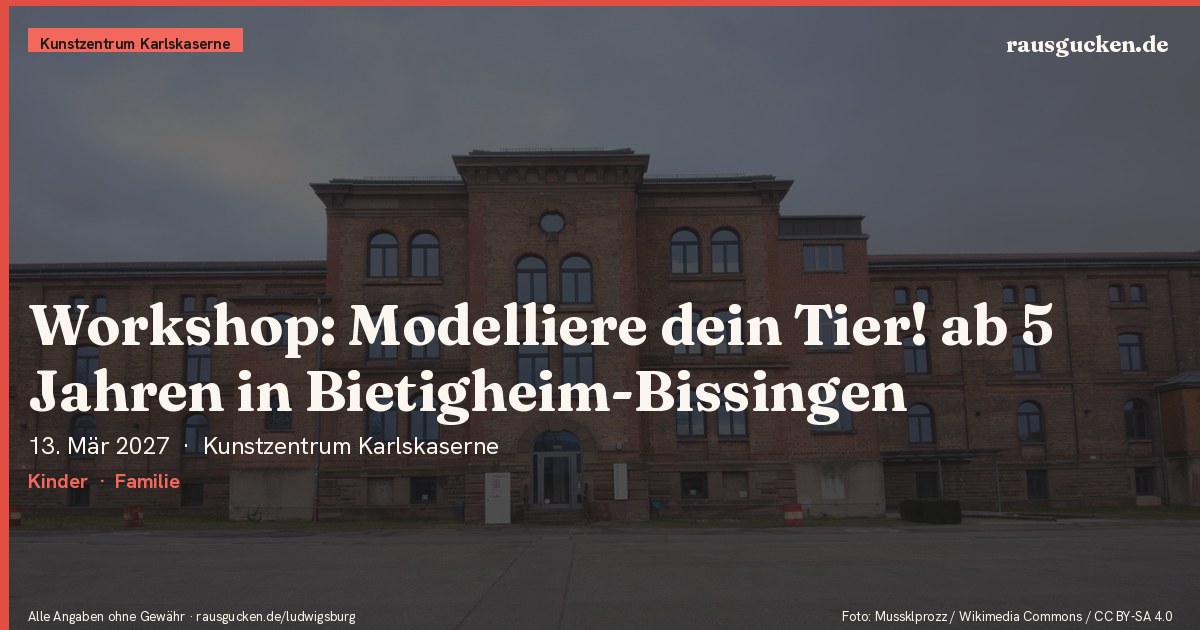 Kunstzentrum Karlskaserne
rausgucken.de
Workshop: Modelliere dein Tier! ab 5
Jahren in Bietigheim-Bissingen
13. Mär 2027 · Kunstzentrum Karlskaserne
Kinder · Familie
Alle Angaben ohne Gewähr · rausgucken.de/ludwigsburg
Foto: Mussklprozz / Wikimedia Commons / CC BY-SA 4.0